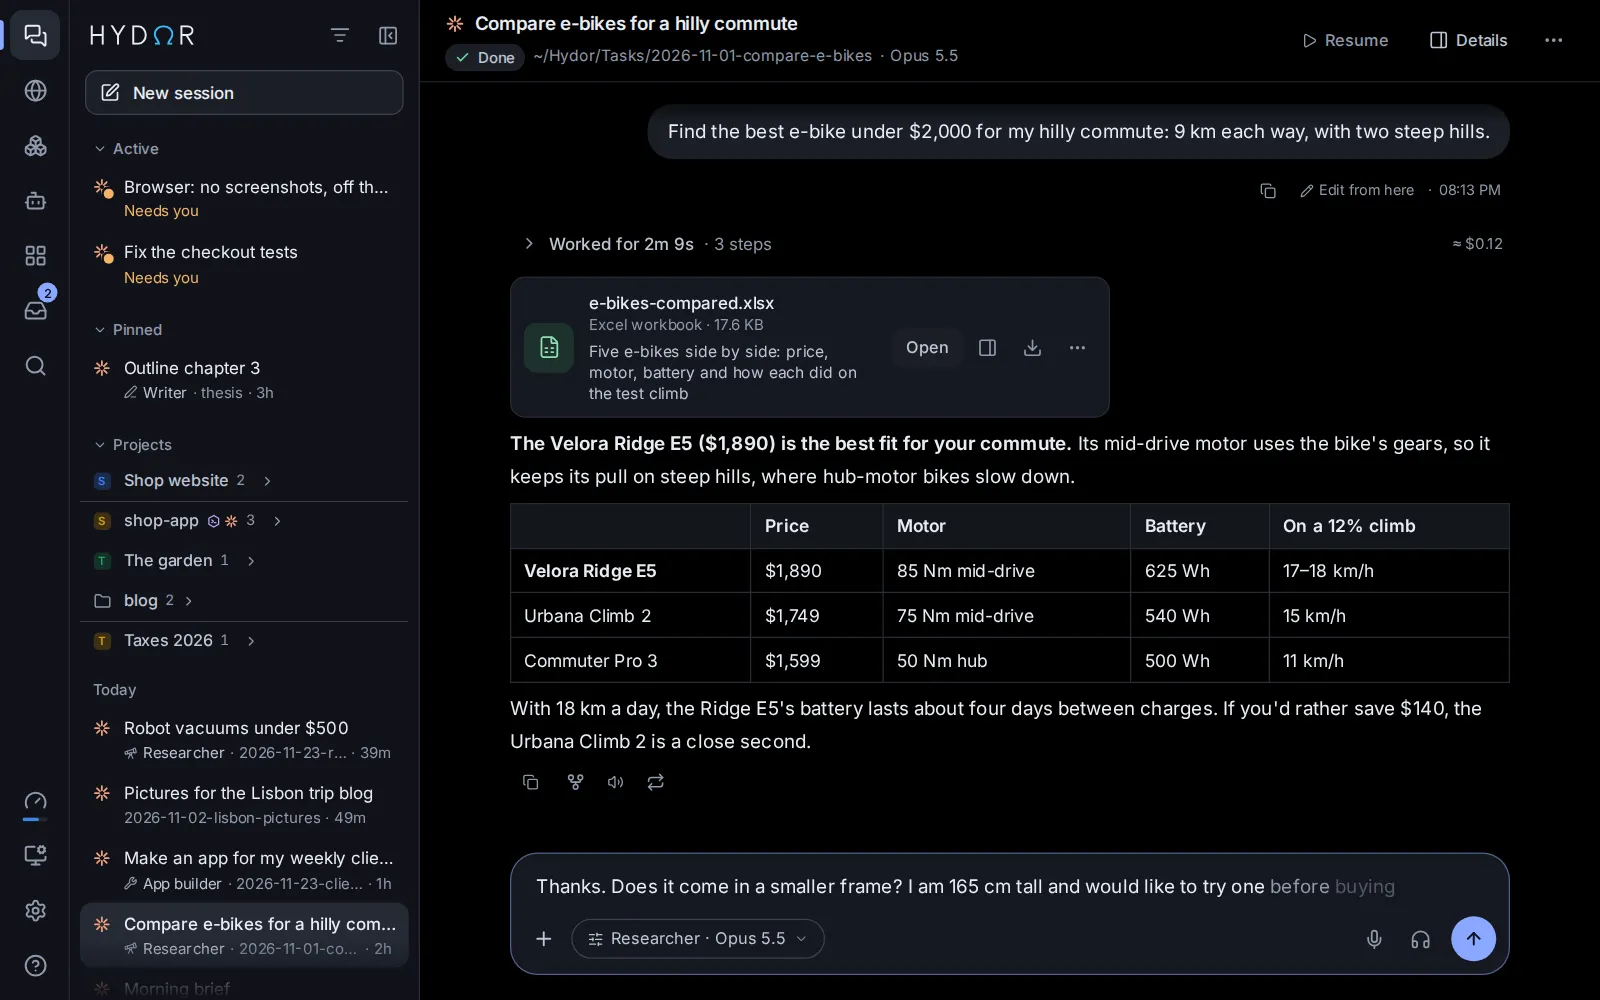 HYDΩR
New session
Active
Browser: no screenshots, off th…
Needs you
Fix the checkout tests
Needs you
2
Pinned
Outline chapter 3
Writer · thesis · 3h
Projects
S Shop website 2
S shop-app 3
T The garden 1
blog 2
T Taxes 2026 1
Today
Robot vacuums under $500
Researcher · 2026-11-23-r… · 39m
Pictures for the Lisbon trip blog
2026-11-02-lisbon-pictures · 49m
Make an app for my weekly clie…
App builder · 2026-11-23-clie… · 1h
Compare e-bikes for a hilly com…
Researcher · 2026-11-01-co… · 2h
Morning brief
Compare e-bikes for a hilly commute
Done ~/Hydor/Tasks/2026-11-01-compare-e-bikes · Opus 5.5
Resume
Details
Find the best e-bike under $2,000 for my hilly commute: 9 km each way, with two steep hills.
Edit from here · 08:13 PM
Worked for 2m 9s · 3 steps
≈ $0.12
e-bikes-compared.xlsx
Excel workbook · 17.6 KB
Five e-bikes side by side: price,
motor, battery and how each did on
the test climb
Open
The Velora Ridge E5 ($1,890) is the best fit for your commute. Its mid-drive motor uses the bike's gears, so it
keeps its pull on steep hills, where hub-motor bikes slow down.
Price Motor Battery On a 12% climb
Velora Ridge E5 $1,890 85 Nm mid-drive 625 Wh 17–18 km/h
Urbana Climb 2 $1,749 75 Nm mid-drive 540 Wh 15 km/h
Commuter Pro 3 $1,599 50 Nm hub 500 Wh 11 km/h
With 18 km a day, the Ridge E5's battery lasts about four days between charges. If you'd rather save $140, the
Urbana Climb 2 is a close second.
Thanks. Does it come in a smaller frame? I am 165 cm tall and would like to try one before buying
Researcher · Opus 5.5